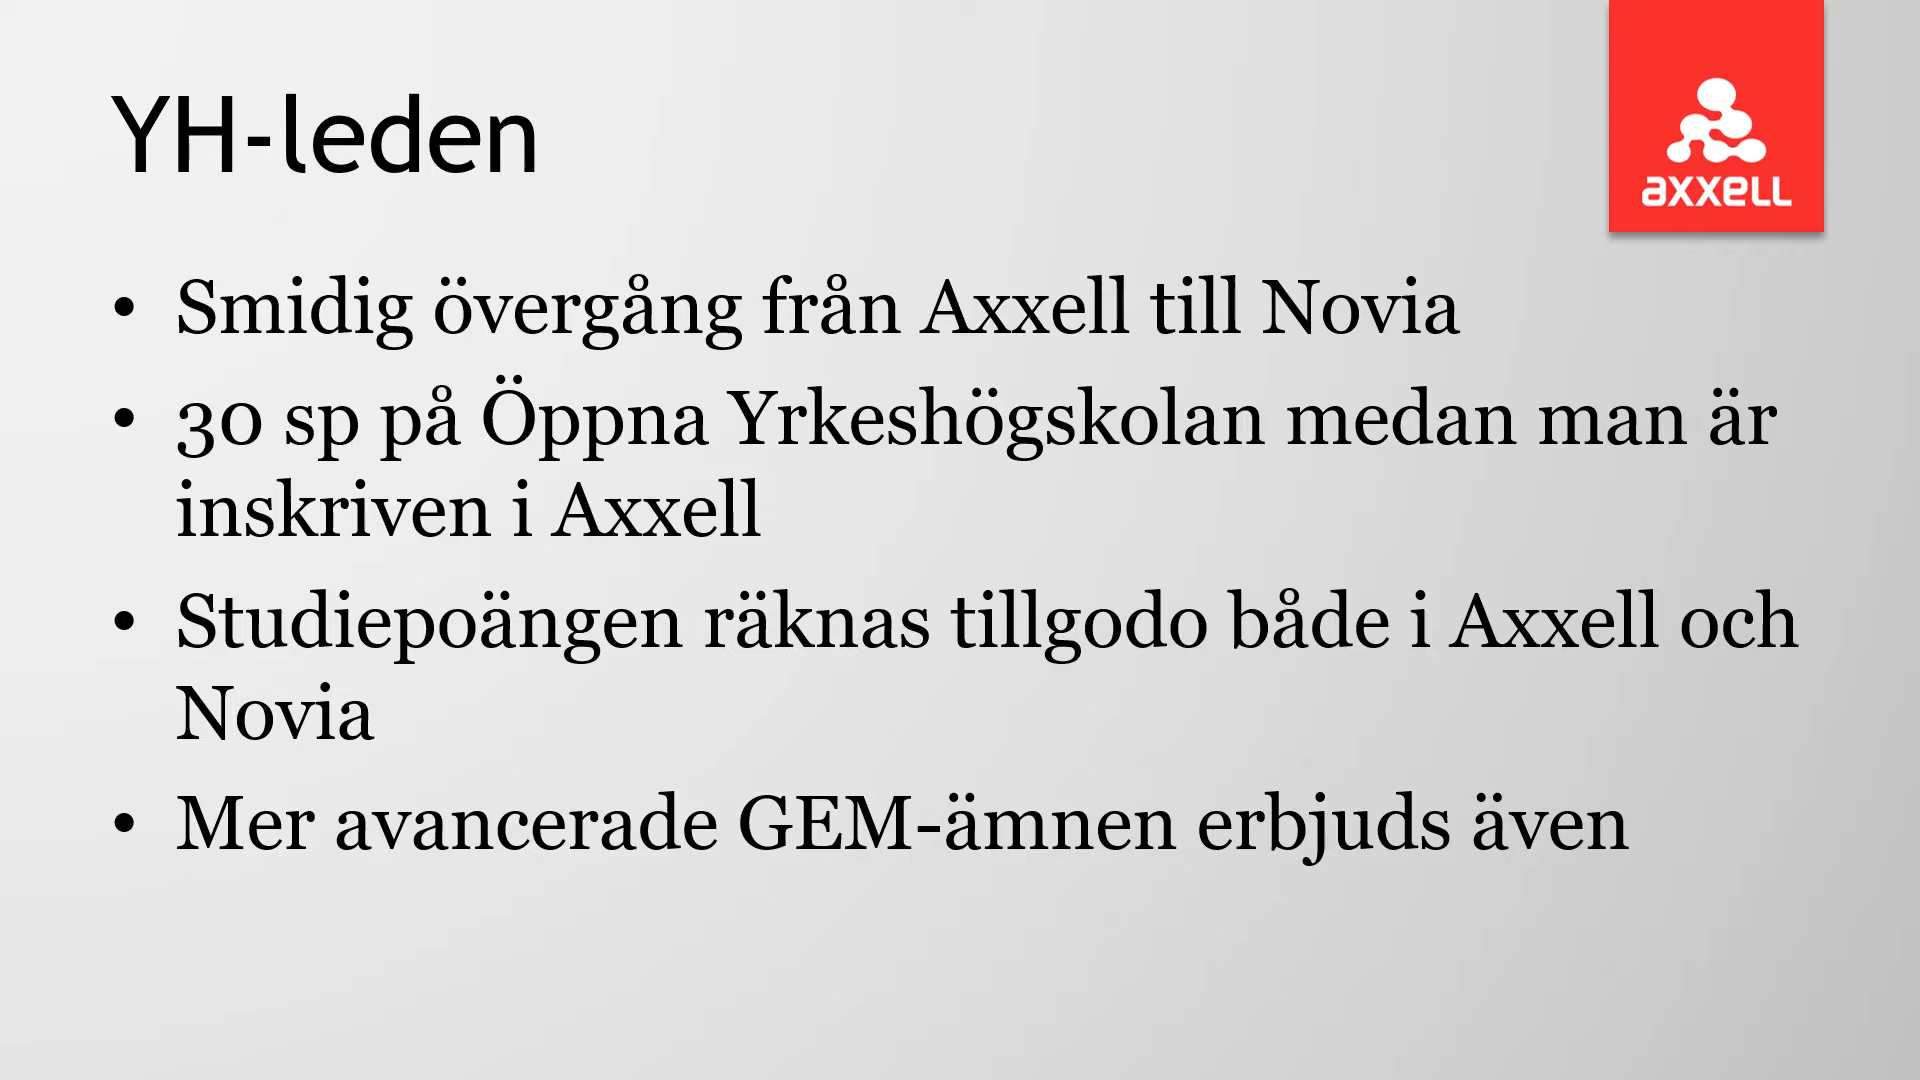 YH-leden
axxell
• Smidig övergång från Axxell till Novia
• 30 sp på Öppna Yrkeshögskolan medan man är
inskriven i Axxell
• Studiepoängen räknas tillgodo både i Axxell och
Novia
• Mer avancerade GEM-ämnen erbjuds även